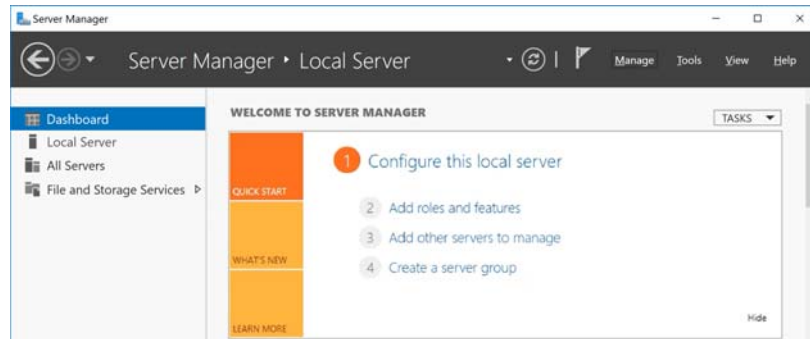 Server Manager
Server Manager • Local Server
Manage Tools View Help
Dashboard
Local Server
All Servers
File and Storage Services
WELCOME TO SERVER MANAGER
TASKS
QUICK START
WHAT'S NEW
LEARN MORE
1 Configure this local server
2 Add roles and features
3 Add other servers to manage
4 Create a server group
Hide